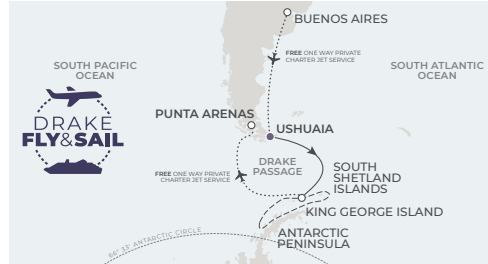 BUENOS AIRES
FREE ONE WAY PRIVATE
CHARTER JET SERVICE
SOUTH PACIFIC
OCEAN
SOUTH ATLANTIC
OCEAN
DRAKE
FLY&SAIL
PUNTA ARENAS
USHUAIA
DRAKE
PASSAGE
FREE ONE WAY PRIVATE
CHARTER JET SERVICE
SOUTH
SHETLAND
ISLANDS
KING GEORGE ISLAND
ANTARCTIC
PENINSULA
66° 33' ANTARCTIC CIRCLE